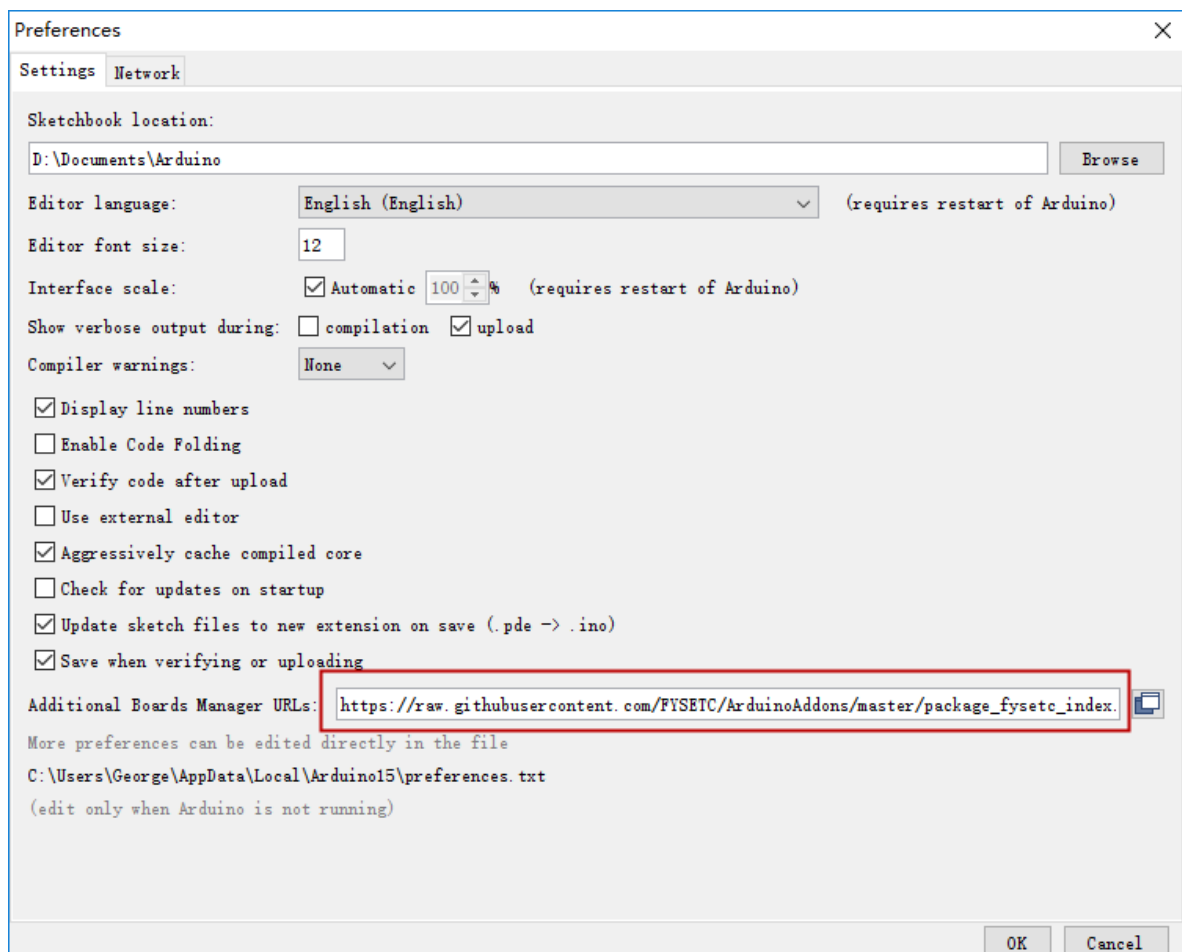 Preferences
Settings Network
Sketchbook location:
D:\Documents\Arduino Browse
Editor language: English (English) (requires restart of Arduino)
Editor font size: 12
Interface scale: Automatic 100 % (requires restart of Arduino)
Show verbose output during: compilation upload
Compiler warnings: None
Display line numbers
Enable Code Folding
Verify code after upload
Use external editor
Aggressively cache compiled core
Check for updates on startup
Update sketch files to new extension on save (.pde -> .ino)
Save when verifying or uploading
Additional Boards Manager URLs: https://raw.githubusercontent.com/FYSETC/ArduinoAddons/master/package_fysetc_index.
More preferences can be edited directly in the file
C:\Users\George\AppData\Local\Arduino15\preferences.txt
(edit only when Arduino is not running)
OK Cancel